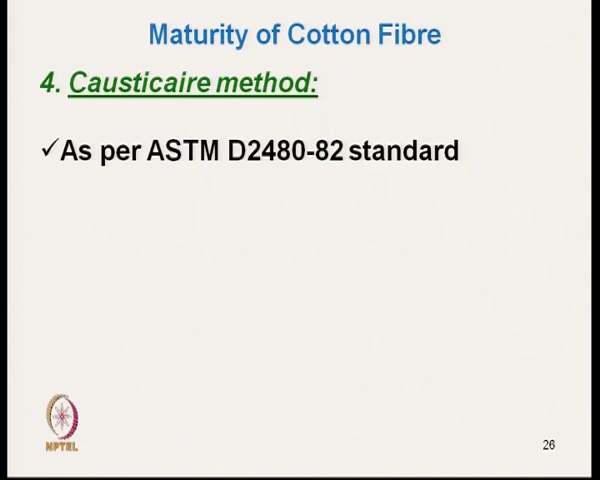 Maturity of Cotton Fibre
4. Causticaire method:
✓As per ASTM D2480-82 standard
NPTEL
26